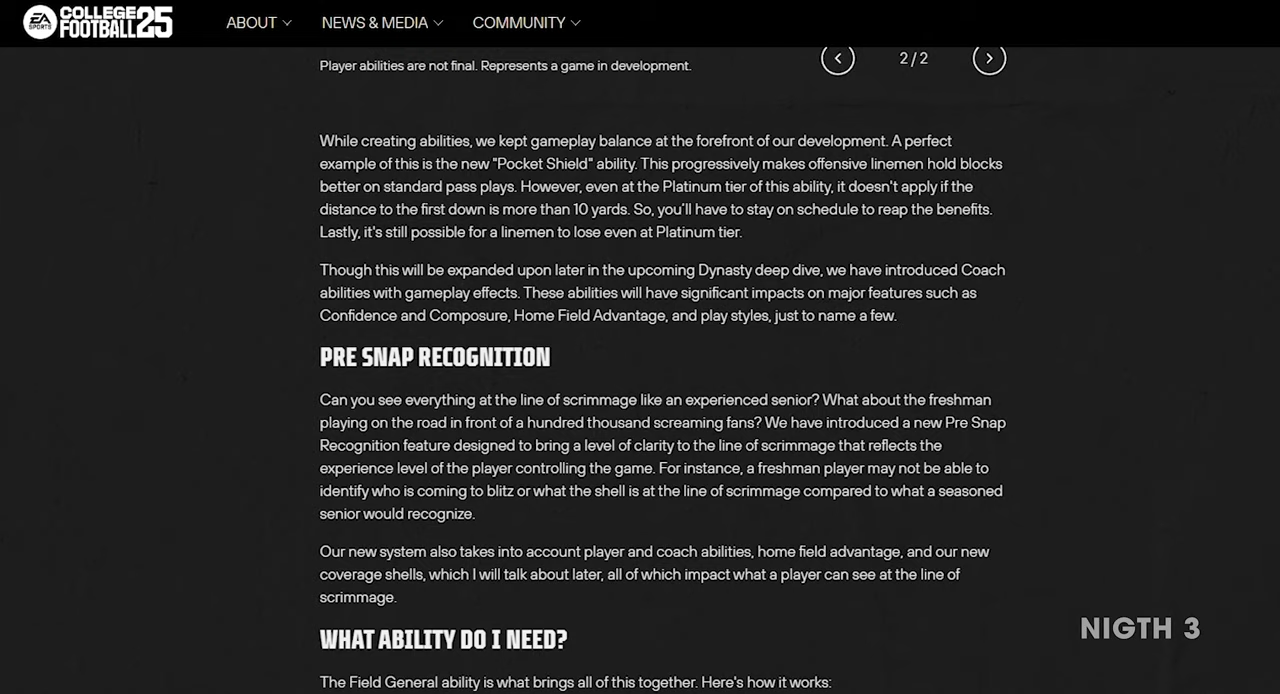 EA SPORTS COLLEGE FOOTBALL 25
ABOUT NEWS & MEDIA COMMUNITY
Player abilities are not final. Represents a game in development.
2/2
While creating abilities, we kept gameplay balance at the forefront of our development. A perfect
example of this is the new "Pocket Shield" ability. This progressively makes offensive linemen hold blocks
better on standard pass plays. However, even at the Platinum tier of this ability, it doesn't apply if the
distance to the first down is more than 10 yards. So, you'll have to stay on schedule to reap the benefits.
Lastly, it's still possible for a linemen to lose even at Platinum tier.
Though this will be expanded upon later in the upcoming Dynasty deep dive, we have introduced Coach
abilities with gameplay effects. These abilities will have significant impacts on major features such as
Confidence and Composure, Home Field Advantage, and play styles, just to name a few.
PRE SNAP RECOGNITION
Can you see everything at the line of scrimmage like an experienced senior? What about the freshman
playing on the road in front of a hundred thousand screaming fans? We have introduced a new Pre Snap
Recognition feature designed to bring a level of clarity to the line of scrimmage that reflects the
experience level of the player controlling the game. For instance, a freshman player may not be able to
identify who is coming to blitz or what the shell is at the line of scrimmage compared to what a seasoned
senior would recognize.
Our new system also takes into account player and coach abilities, home field advantage, and our new
coverage shells, which I will talk about later, all of which impact what a player can see at the line of
scrimmage.
NIGTH 3
WHAT ABILITY DO I NEED?
The Field General ability is what brings all of this together. Here's how it works: